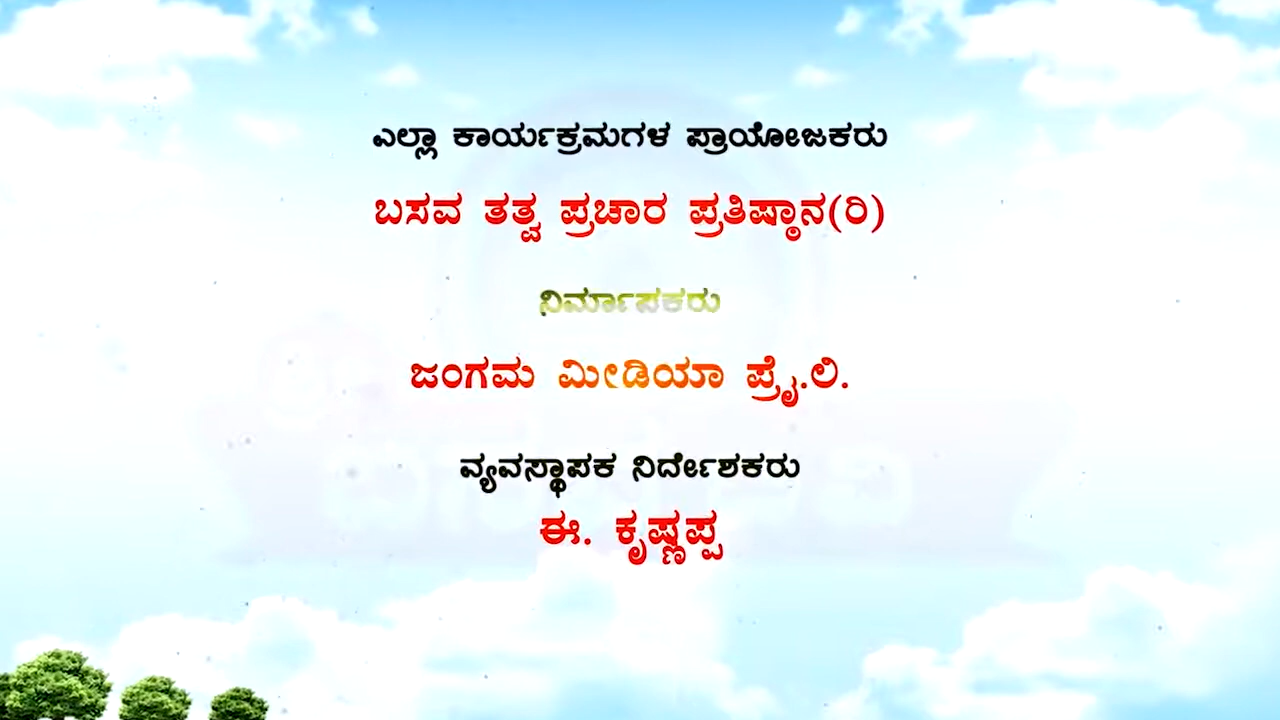 ಎಲ್ಲಾ ಕಾರ್ಯಕ್ರಮಗಳ ಪ್ರಾಯೋಜಕರು
ಬಸವ ತತ್ವ ಪ್ರಚಾರ ಪ್ರತಿಷ್ಠಾನ(ರಿ)
ನಿರ್ಮಾಪಕರು
ಜಂಗಮ ಮೀಡಿಯಾ ಪ್ರೈ.ಲಿ.
ವ್ಯವಸ್ಥಾಪಕ ನಿರ್ದೇಶಕರು
ಈ. ಕೃಷ್ಣಪ್ಪ